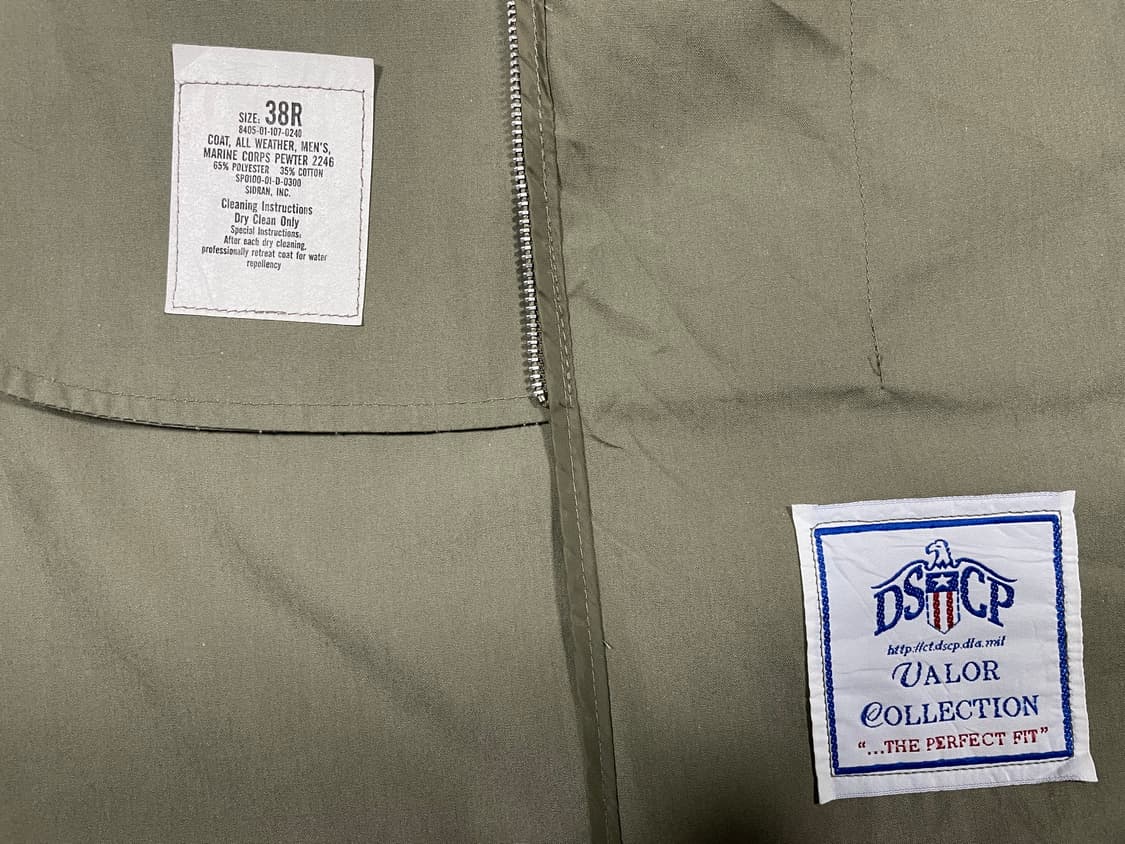 SIZE: 38R
8405-01-107-0240
COAT, ALL WEATHER, MEN'S,
MARINE CORPS PEWTER 2246
65% POLYESTER 35% COTTON
SP0100-01-D-0300
SIDRAN, INC.
Cleaning Instructions
Dry Clean Only
Special Instructions:
After each dry cleaning,
professionally retreat coat for water
repellency
DSCP
http://ct.dscp.dla.mil
VALOR
COLLECTION
"...THE PERFECT FIT"